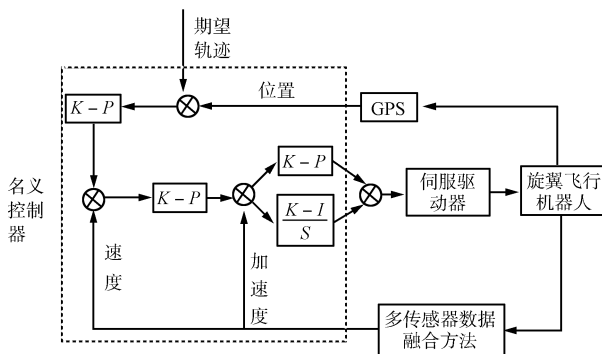 期望
轨迹
位置
GPS
K-P
K-P
K-P
K-I
S
名义
控制
器
伺服驱
动器
旋翼飞行
机器人
速
度
加
速
度
多传感器数据
融合方法